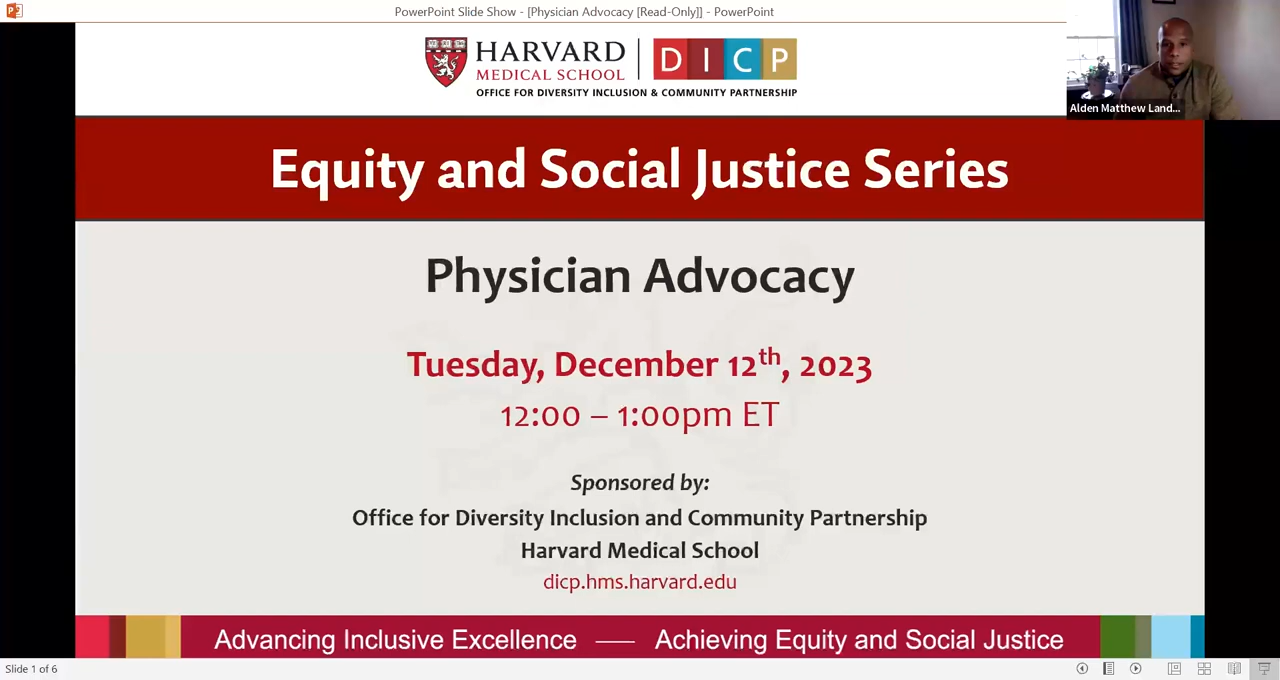 PowerPoint Slide Show - [Physician Advocacy [Read-Only]] - PowerPoint
HARVARD
MEDICAL SCHOOL
DICP
OFFICE FOR DIVERSITY INCLUSION & COMMUNITY PARTNERSHIP
Alden Matthew Land...
Equity and Social Justice Series
Physician Advocacy
Tuesday, December 12th, 2023
12:00 – 1:00pm ET
Sponsored by:
Office for Diversity Inclusion and Community Partnership
Harvard Medical School
dicp.hms.harvard.edu
Advancing Inclusive Excellence — Achieving Equity and Social Justice
Slide 1 of 6